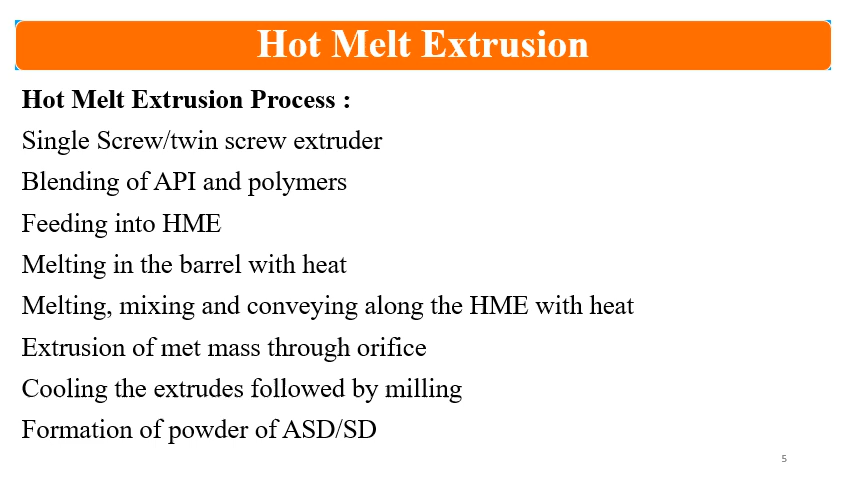 Hot Melt Extrusion
Hot Melt Extrusion Process :
Single Screw/twin screw extruder
Blending of API and polymers
Feeding into HME
Melting in the barrel with heat
Melting, mixing and conveying along the HME with heat
Extrusion of met mass through orifice
Cooling the extrudes followed by milling
Formation of powder of ASD/SD
5